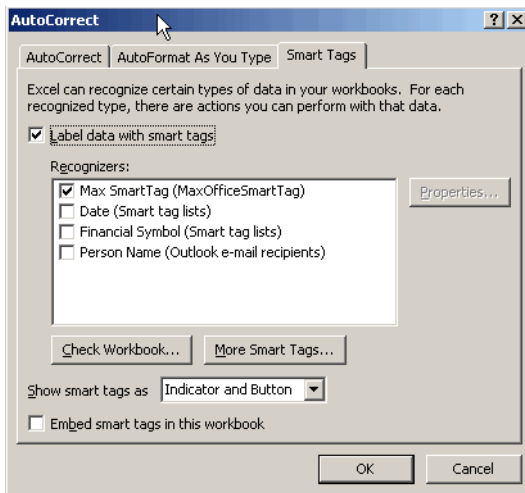 AutoCorrect
AutoCorrect AutoFormat As You Type Smart Tags
Excel can recognize certain types of data in your workbooks. For each
recognized type, there are actions you can perform with that data.
Label data with smart tags
Recognizers:
Max SmartTag (MaxOfficeSmartTag)
Date (Smart tag lists)
Financial Symbol (Smart tag lists)
Person Name (Outlook e-mail recipients)
Properties...
Check Workbook... More Smart Tags...
Show smart tags as Indicator and Button
Embed smart tags in this workbook
OK Cancel